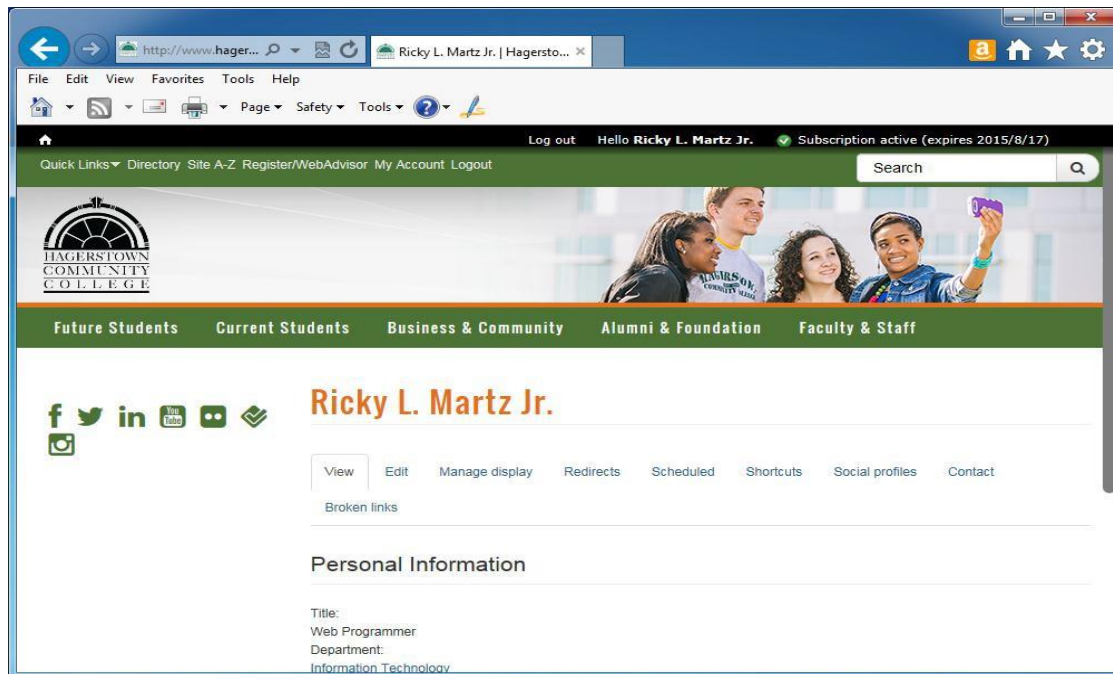 http://www.hager...
Ricky L. Martz Jr. | Hagersto...
a
File Edit View Favorites Tools Help
Page Safety Tools
Log out Hello Ricky L. Martz Jr. Subscription active (expires 2015/8/17)
Quick Links Directory Site A-Z Register/WebAdvisor My Account Logout
Search
HAGERSTOWN
COMMUNITY
COLLEGE
Future Students Current Students Business & Community Alumni & Foundation Faculty & Staff
Ricky L. Martz Jr.
f in You Tube
View Edit Manage display Redirects Scheduled Shortcuts Social profiles Contact
Broken links
Personal Information
Title:
Web Programmer
Department:
Information Technology